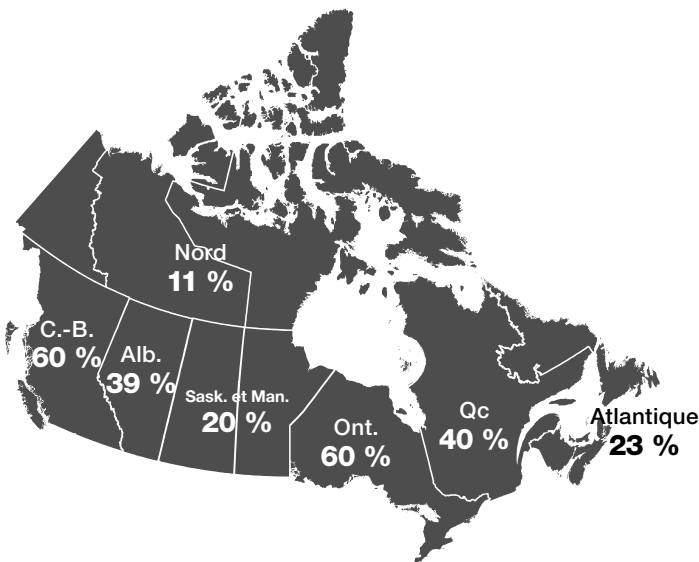 Nord
11 %
C.-B.
60 %
Alb.
39 %
Sask. et Man.
20 %
Ont.
60 %
Qc
40 %
Atlantique
23 %